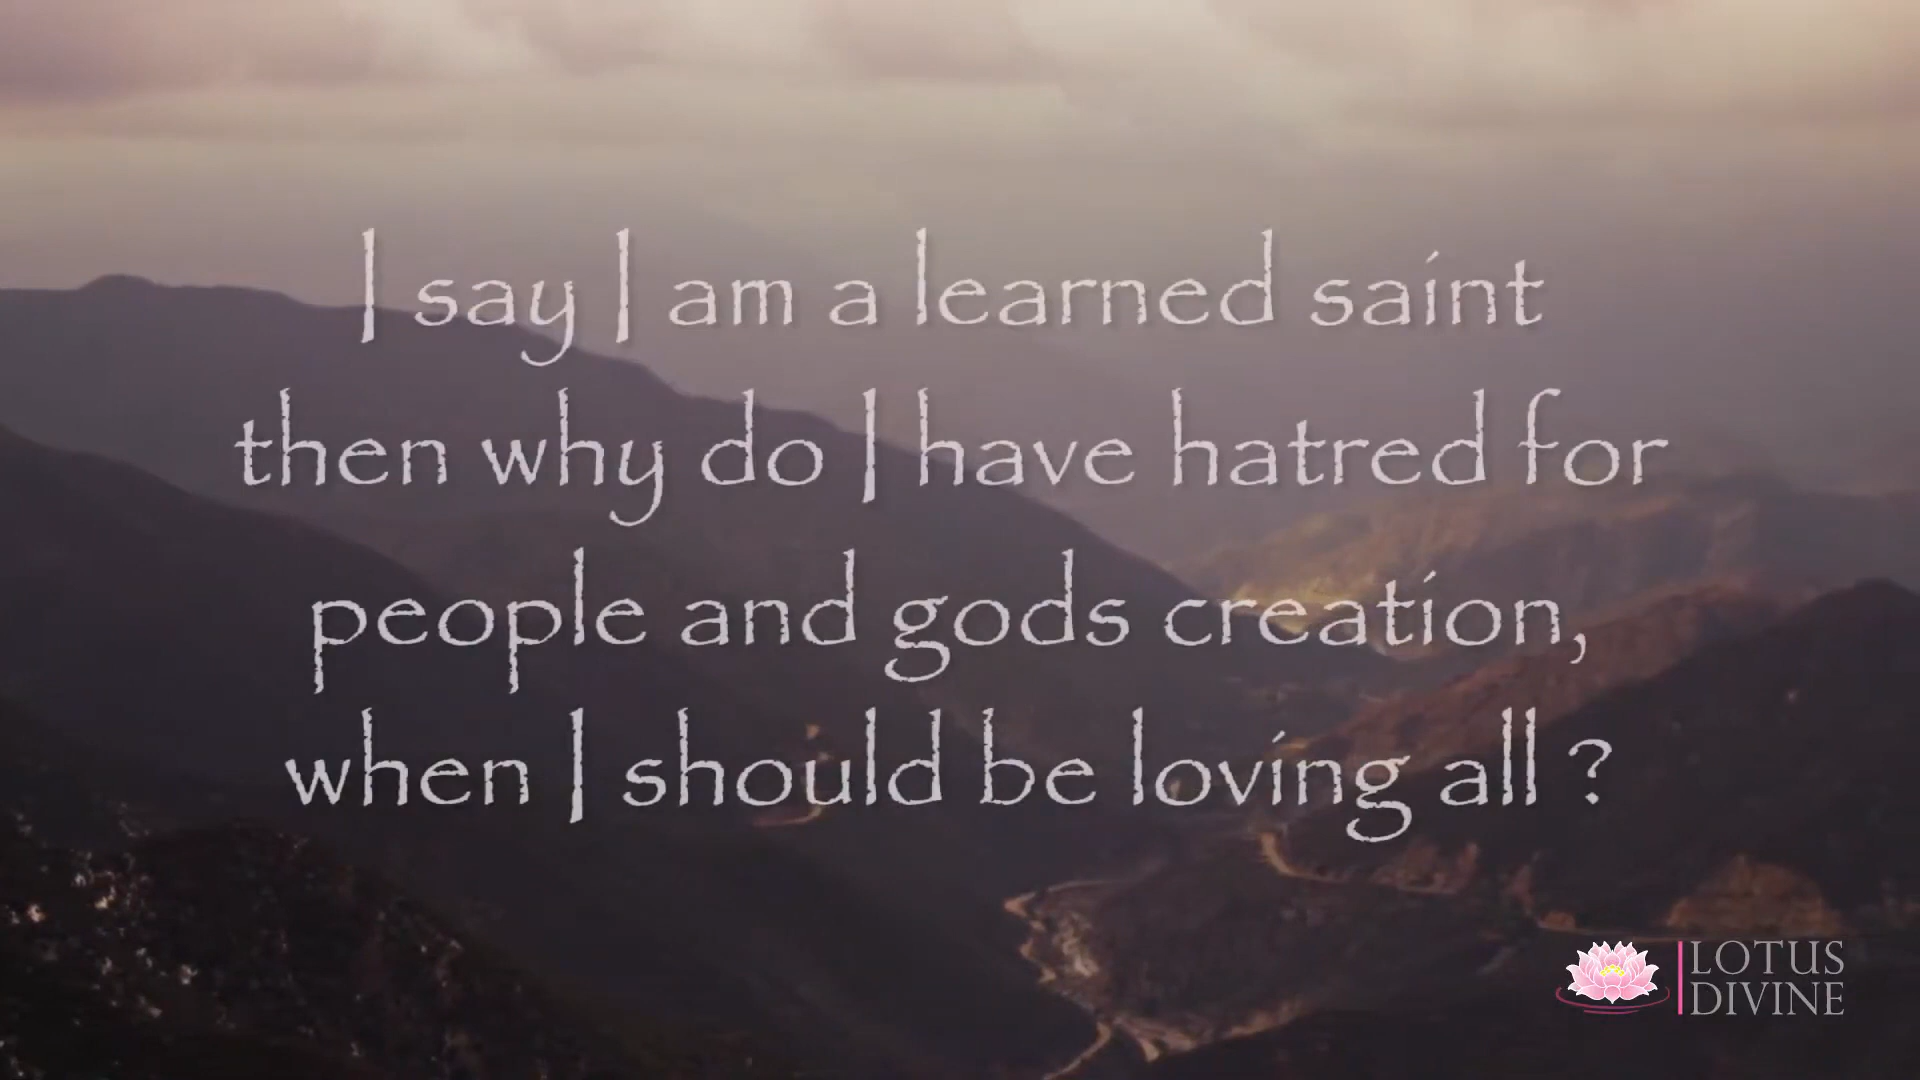 I say I am a learned saint
then why do I have hatred for
people and gods creation,
when I should be loving all ?
LOTUS
DIVINE